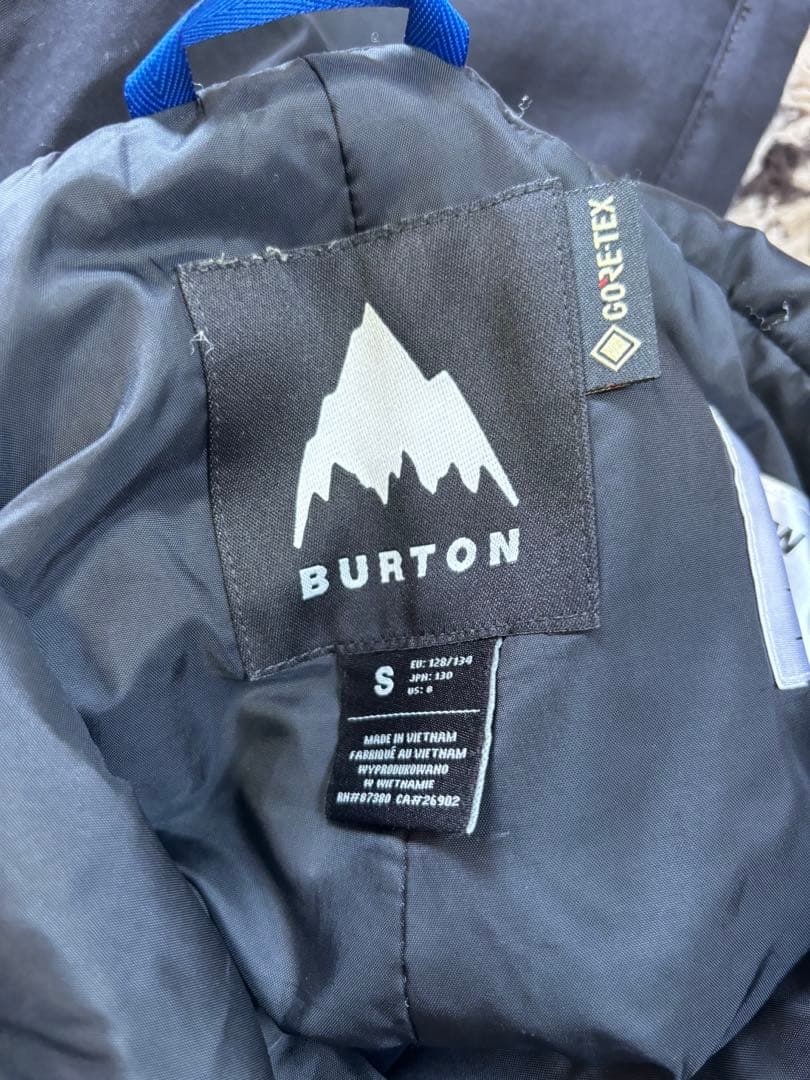 GORE-TEX
BURTON
S
EU: 128/134
JPN: 130
US: 8
MADE IN VIETNAM
FABRIQUÉ AU VIETNAM
WYPRODUKOWANO
W WIETNAMIE
RN#87380 CA#26902